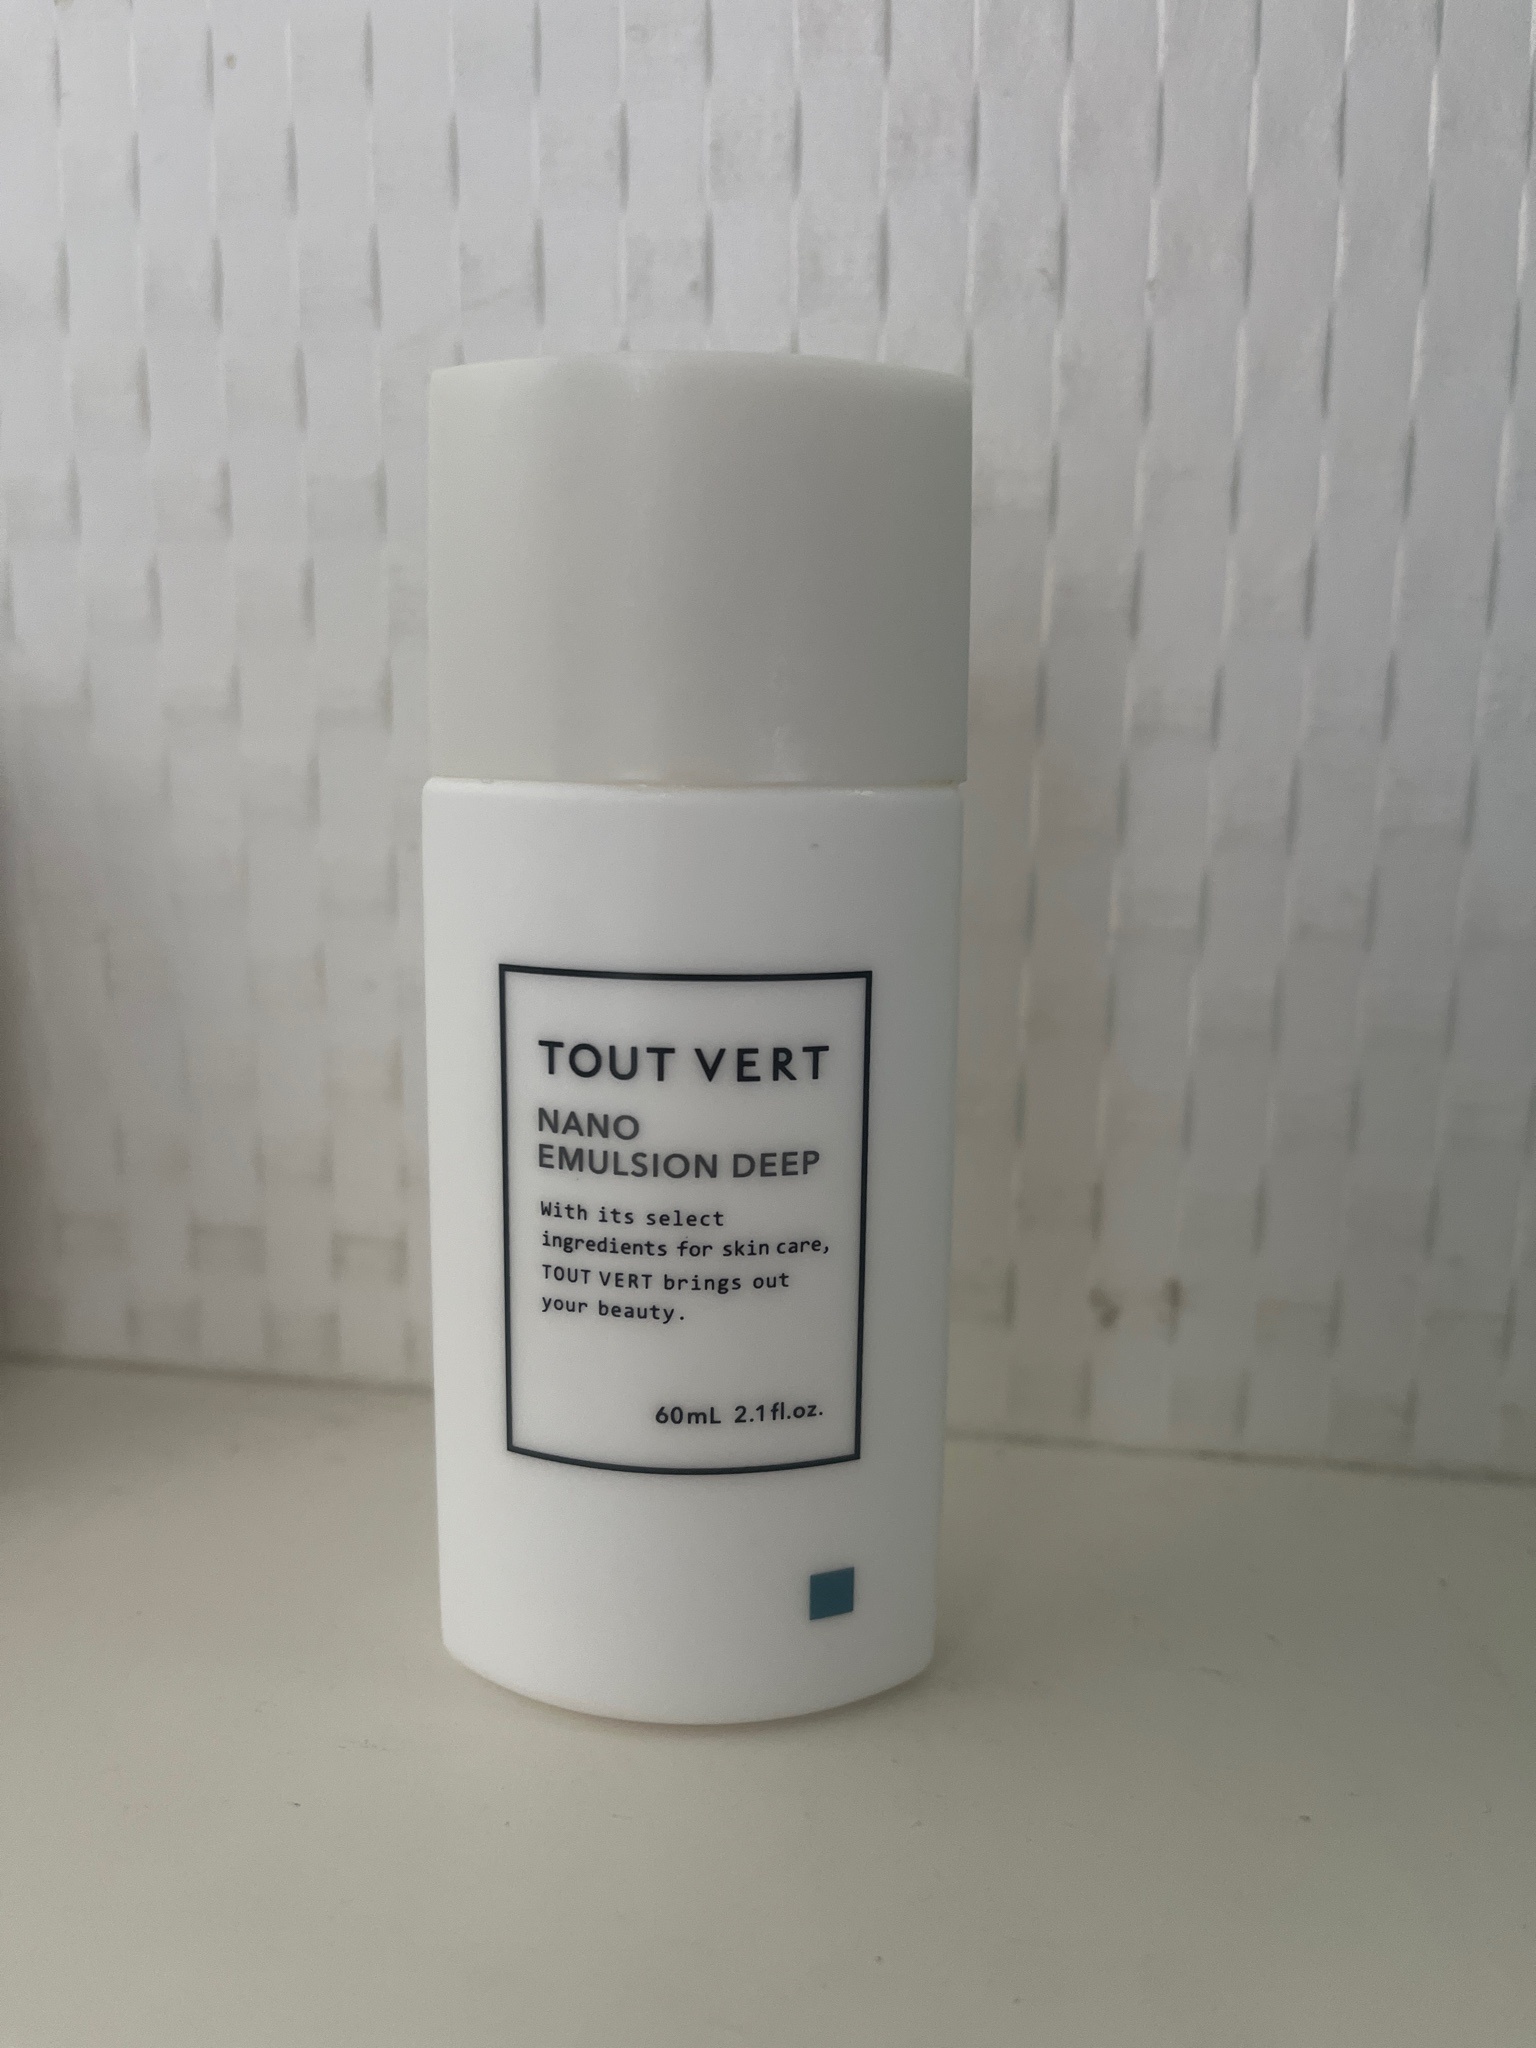 TOUT VERT
NANO
EMULSION DEEP
With its select
ingredients for skin care,
TOUT VERT brings out
your beauty.
60mL 2.1fl.oz.